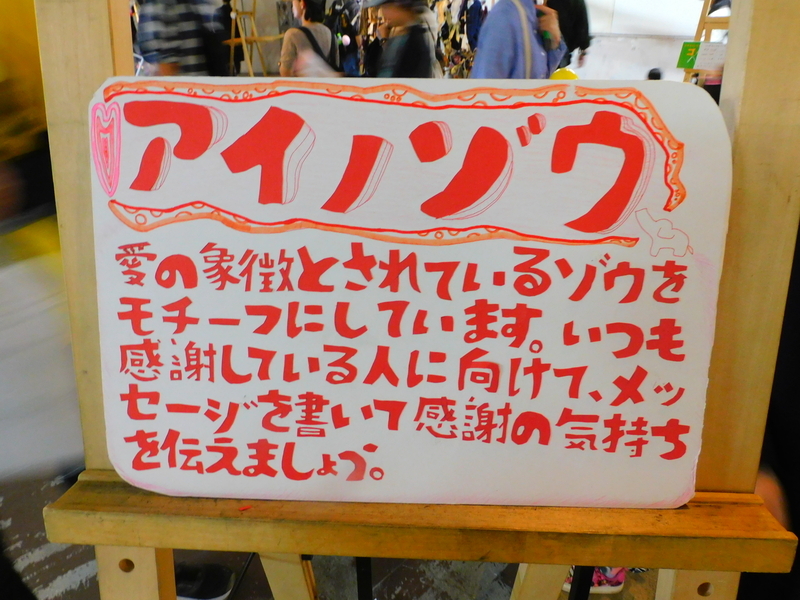 アイノゾウ
愛の象徴とされているゾウを
モチーフにしています。いつも
感謝している人に向けて、メッ
セージを書いて感謝の気持ち
を伝えましょう。